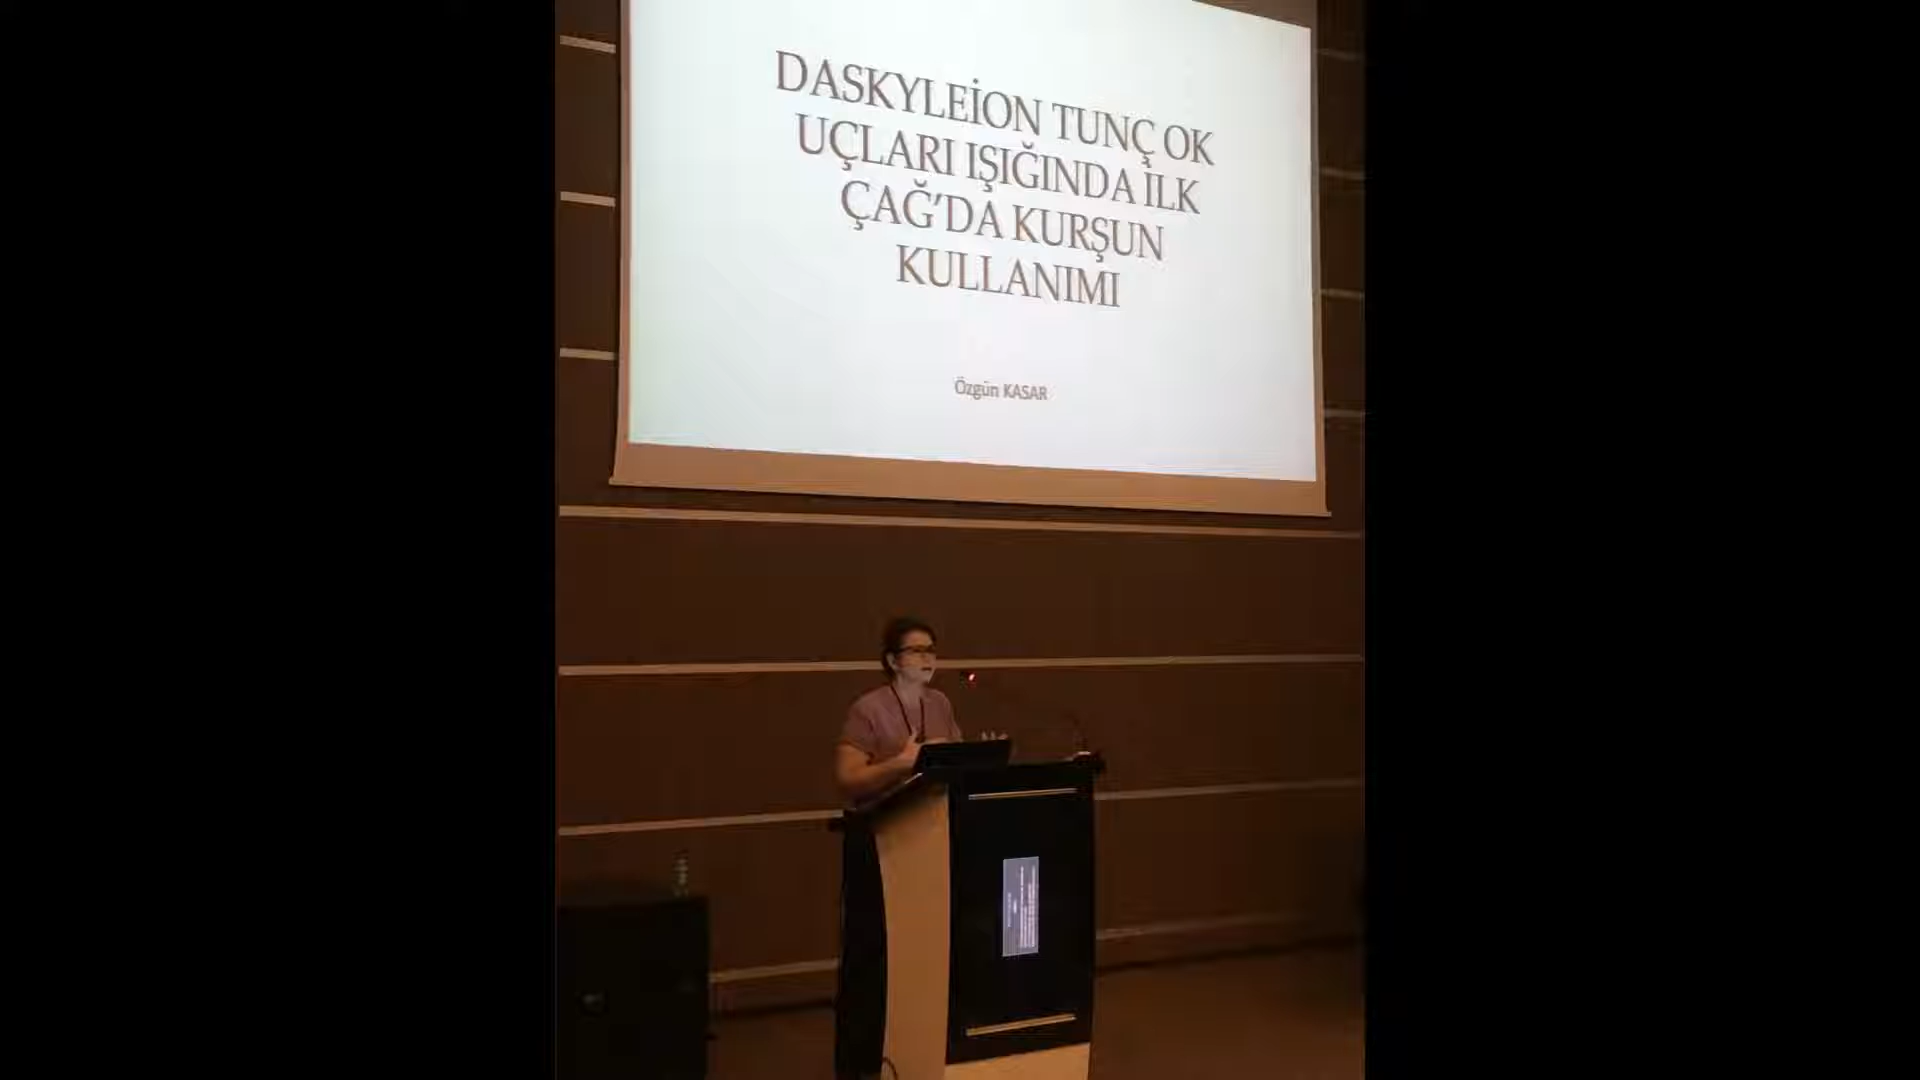 DASKYLEİON TUNÇ OK
UÇLARI IŞIĞINDA İLK
ÇAĞ'DA KURŞUN
KULLANIMI
Özgün KASAR